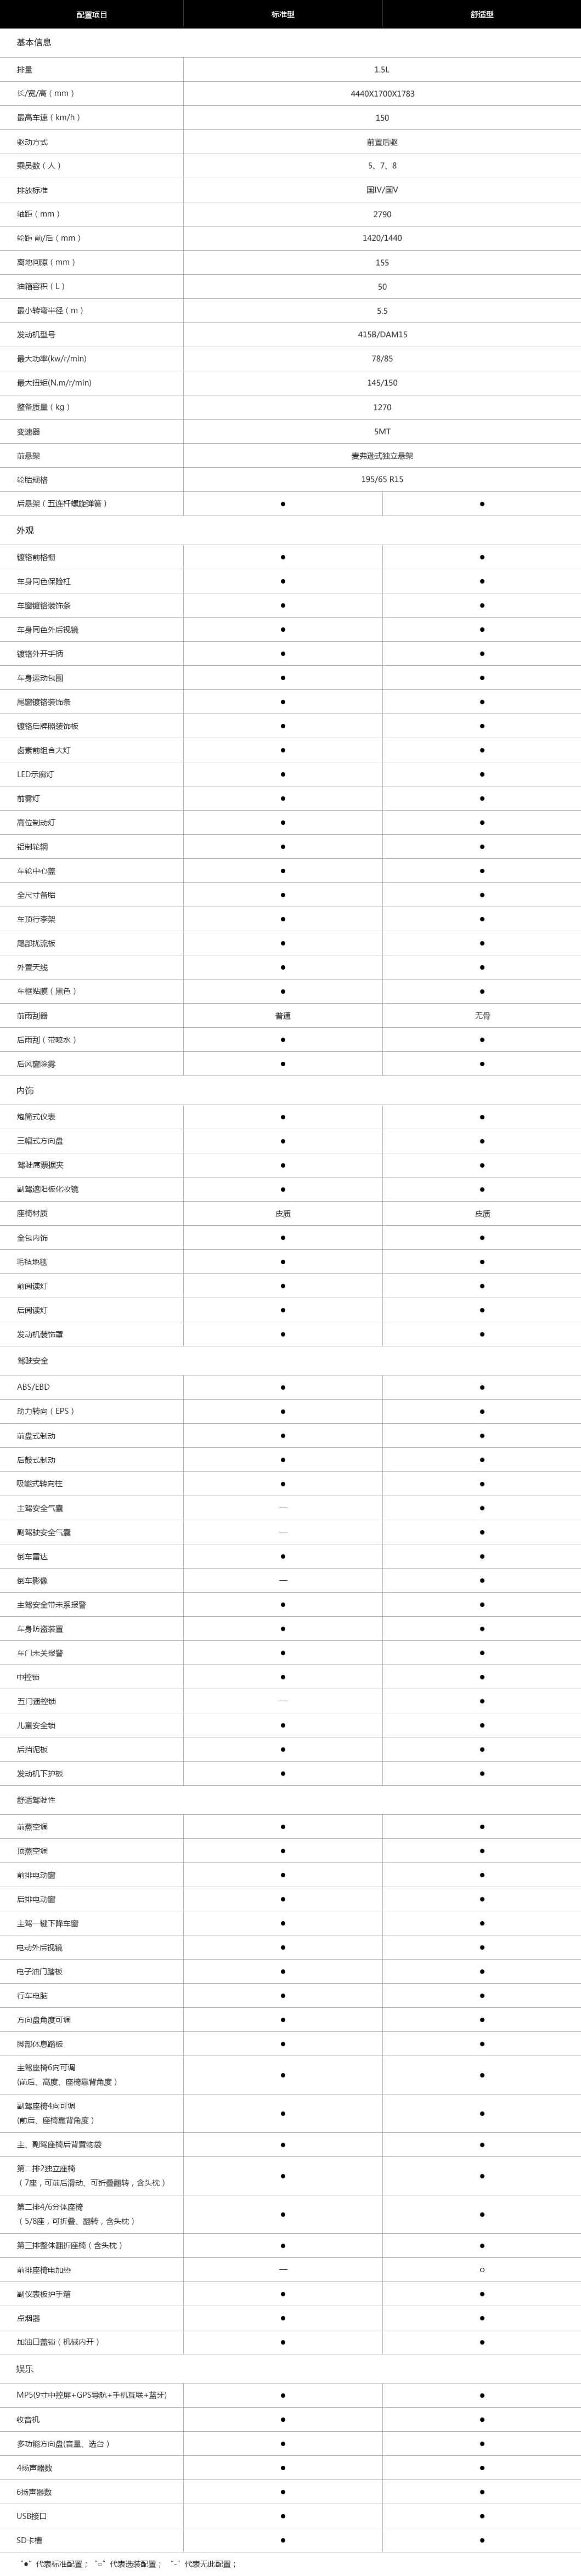 配置项目 标准型 舒适型
基本信息
排量 1.5L
长/宽/高（mm） 4440X1700X1783
最高车速（km/h） 150
驱动方式 前置后驱
乘员数（人） 5、7、8
排放标准 国IV/国V
轴距（mm） 2790
轮距 前/后（mm） 1420/1440
离地间隙（mm） 155
油箱容积（L） 50
最小转弯半径（m） 5.5
发动机型号 415B/DAM15
最大功率(kw/r/min) 78/85
最大扭矩(N.m/r/min) 145/150
整备质量（kg） 1270
变速器 5MT
前悬架 麦弗逊式独立悬架
轮胎规格 195/65 R15
后悬架（五连杆螺旋弹簧） ● ●
外观
镀铬前格栅 ● ●
车身同色保险杠 ● ●
车窗镀铬装饰条 ● ●
车身同色外后视镜 ● ●
镀铬外开手柄 ● ●
车身运动包围 ● ●
尾窗镀铬装饰条 ● ●
镀铬后牌照装饰板 ● ●
卤素前组合大灯 ● ●
LED示廓灯 ● ●
前雾灯 ● ●
高位制动灯 ● ●
铝制轮辋 ● ●
车轮中心盖 ● ●
全尺寸备胎 ● ●
车顶行李架 ● ●
尾部扰流板 ● ●
外置天线 ● ●
车框贴膜（黑色） ● ●
前雨刮器 普通 无骨
后雨刮（带喷水） ● ●
后风窗除雾 ● ●
内饰
炮筒式仪表 ● ●
三幅式方向盘 ● ●
驾驶席票据夹 ● ●
副驾遮阳板化妆镜 ● ●
座椅材质 皮质 皮质
全包内饰 ● ●
毛毡地毯 ● ●
前阅读灯 ● ●
后阅读灯 ● ●
发动机装饰罩 ● ●
驾驶安全
ABS/EBD ● ●
助力转向（EPS） ● ●
前盘式制动 ● ●
后鼓式制动 ● ●
吸能式转向柱 ● ●
主驾安全气囊 — ●
副驾驶安全气囊 — ●
倒车雷达 ● ●
倒车影像 — ●
主驾安全带未系报警 ● ●
车身防盗装置 ● ●
车门未关报警 ● ●
中控锁 ● ●
五门遥控锁 — ●
儿童安全锁 ● ●
后挡泥板 ● ●
发动机下护板 ● ●
舒适驾驶性
前蒸空调 ● ●
顶蒸空调 ● ●
前排电动窗 ● ●
后排电动窗 ● ●
主驾一键下降车窗 ● ●
电动外后视镜 ● ●
电子油门踏板 ● ●
行车电脑 ● ●
方向盘角度可调 ● ●
脚部休息踏板 ● ●
主驾座椅6向可调
(前后、高度、座椅靠背角度） ● ●
副驾座椅4向可调
(前后、座椅靠背角度） ● ●
主、副驾座椅后背置物袋 ● ●
第二排2独立座椅
（7座，可前后滑动、可折叠翻转，含头枕） ● ●
第二排4/6分体座椅
（5/8座，可折叠、翻转，含头枕） ● ●
第三排整体翻折座椅（含头枕） ● ●
前排座椅电加热 — ○
副仪表板护手箱 ● ●
点烟器 ● ●
加油口盖锁（机械内开） ● ●
娱乐
MP5(9寸中控屏+GPS导航+手机互联+蓝牙) ● ●
收音机 ● ●
多功能方向盘(音量、选台） ● ●
4扬声器数 ● ●
6扬声器数 ● ●
USB接口 ● ●
SD卡槽 ● ●
“●”代表标准配置；“○”代表选装配置；“-”代表无此配置；